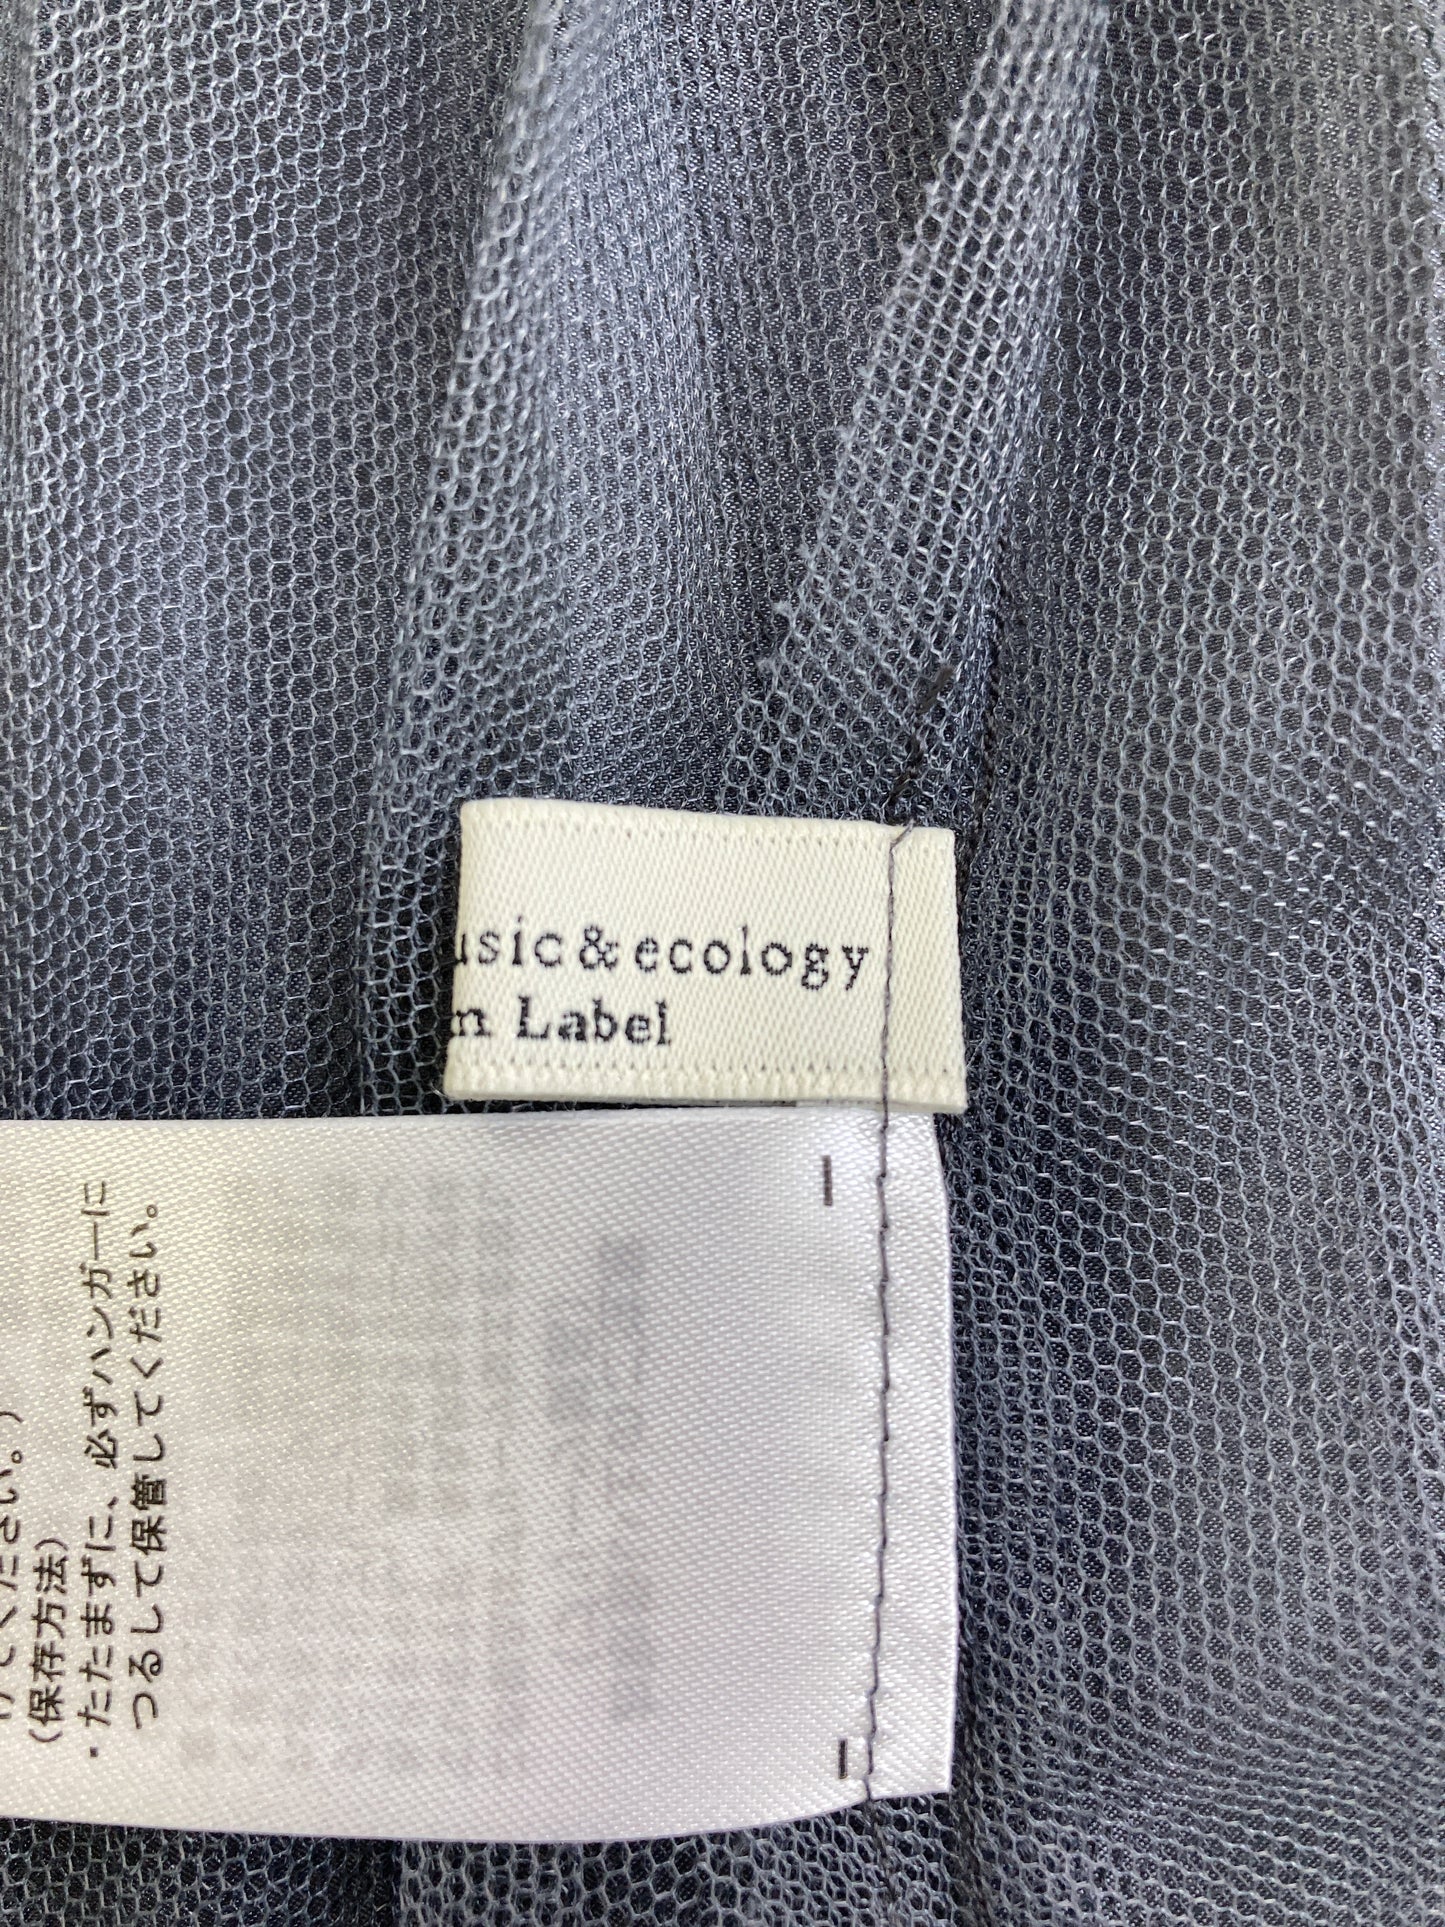 usic&ecology
m Label
てください。)
(保存方法)
・たたまずに、必ずハンガーに
つるして保管してください。